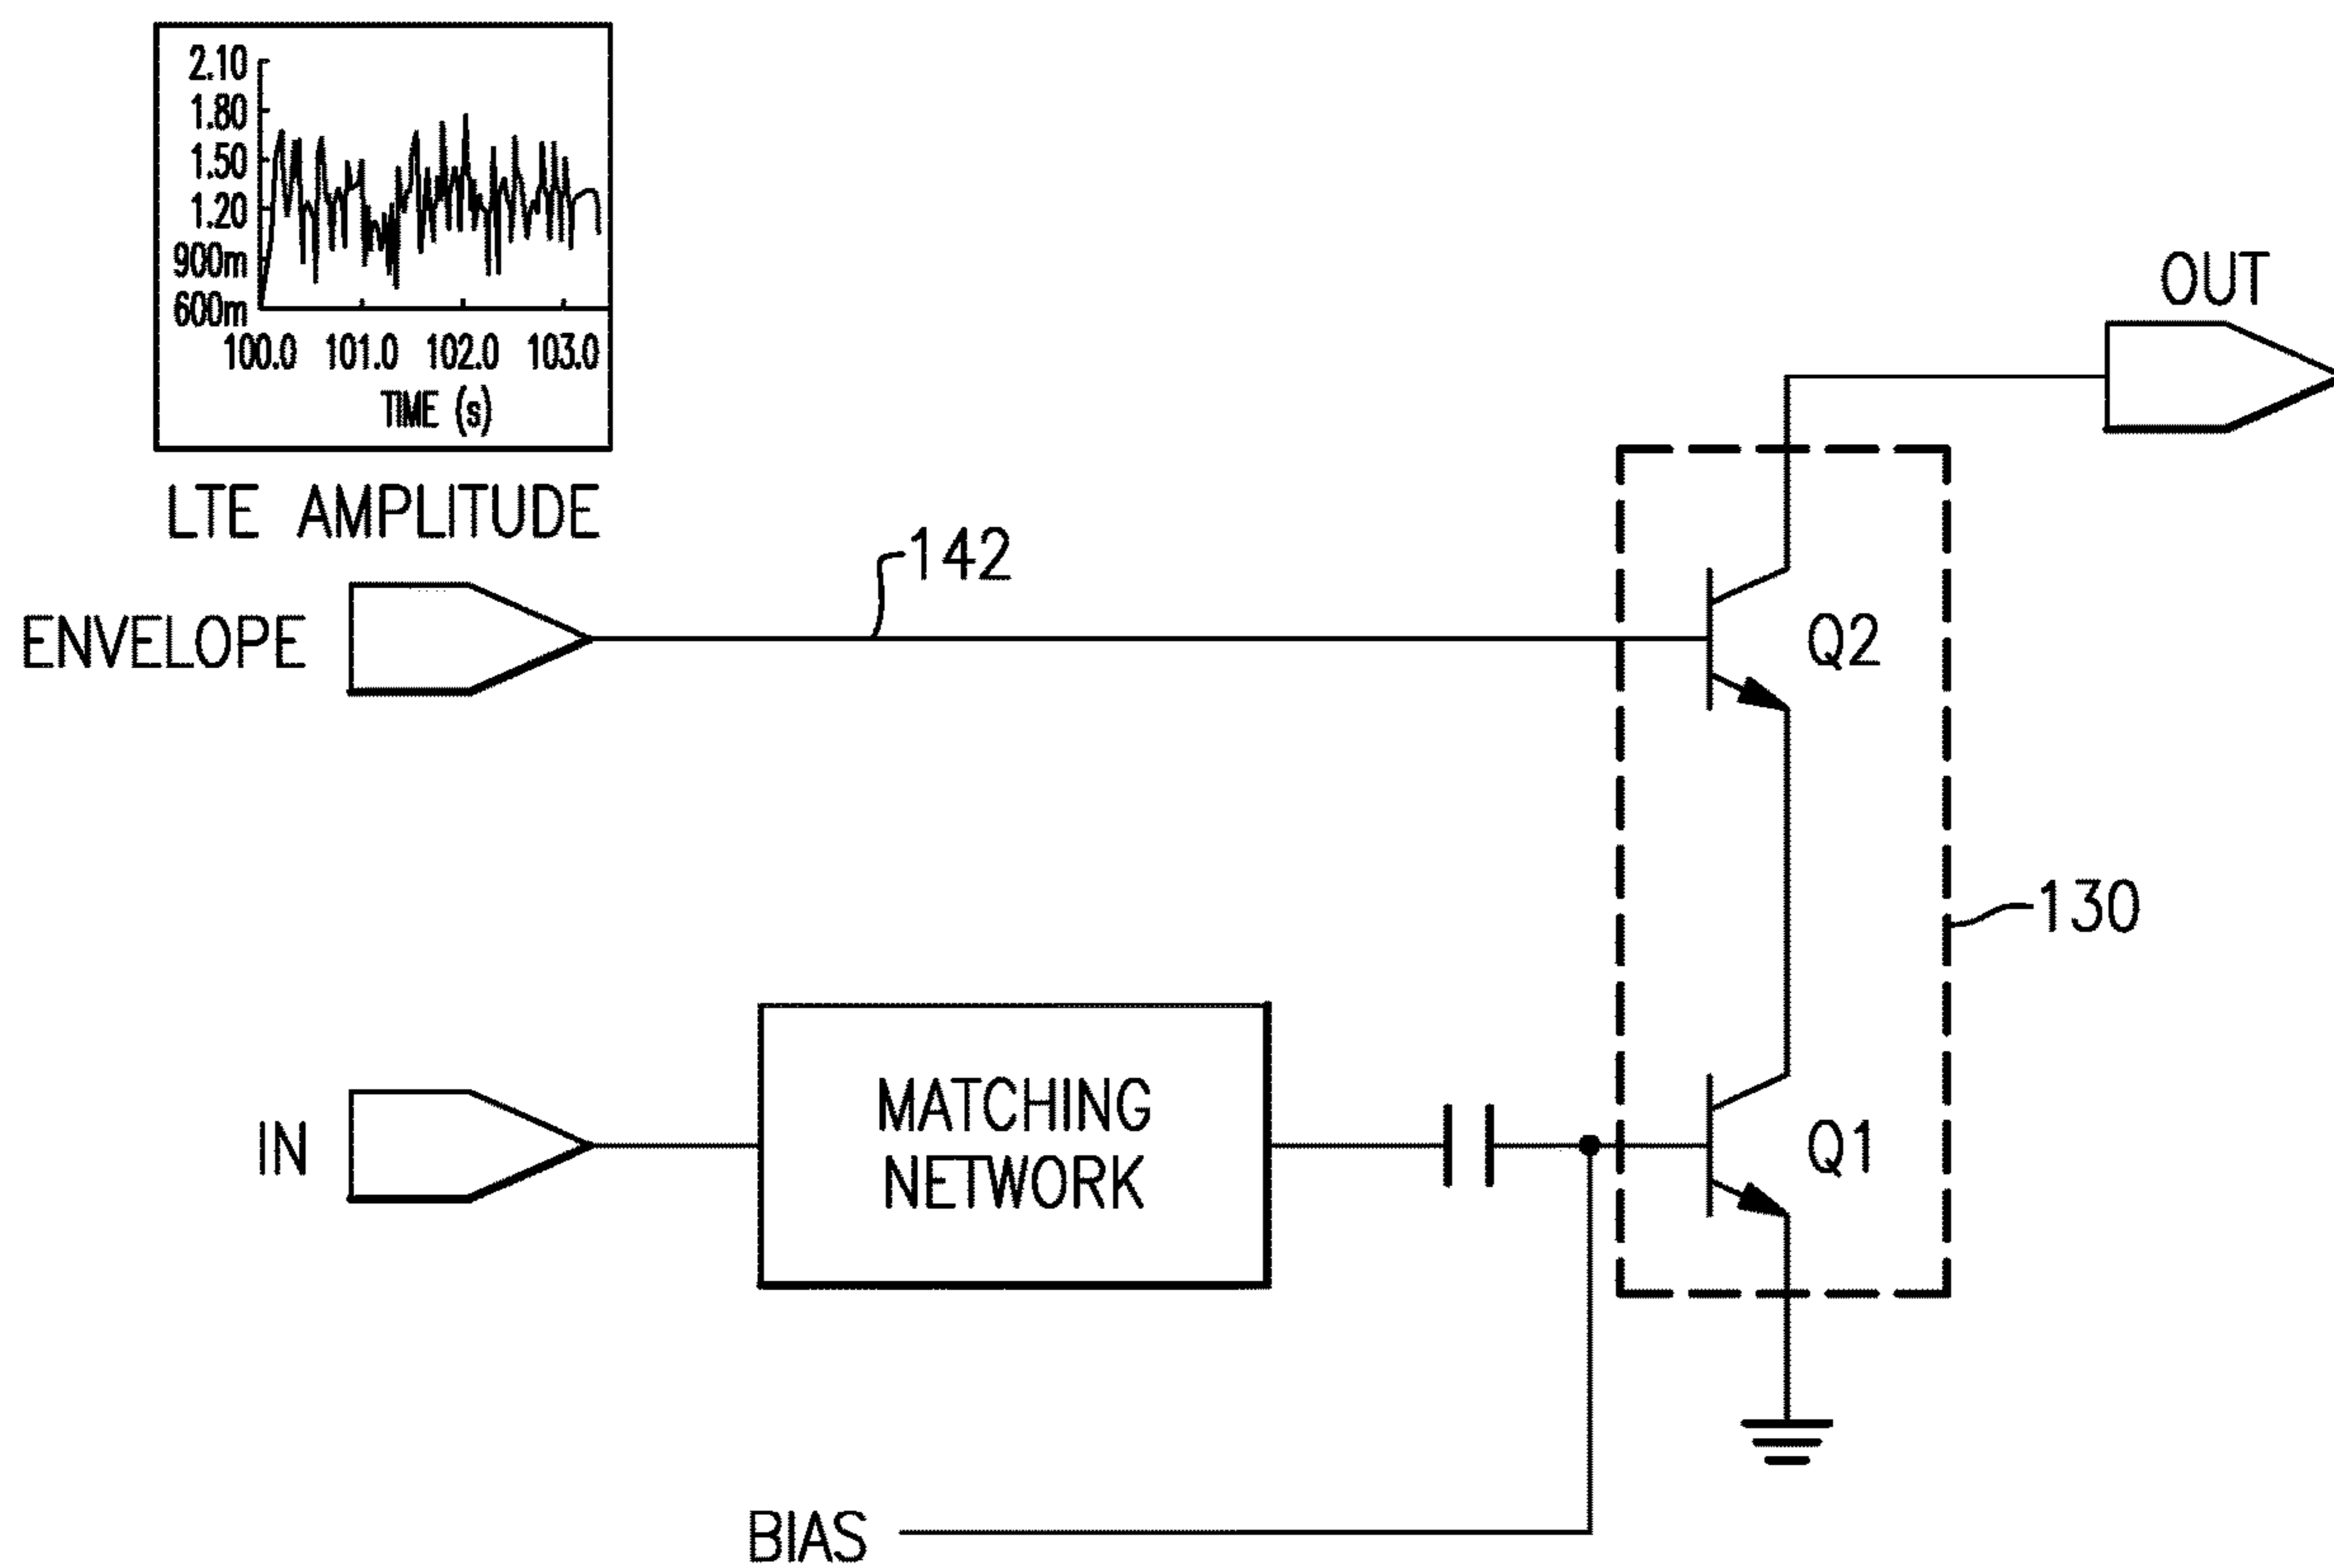 2.10
1.80
1.50
1.20
900m
600m
100.0 101.0 102.0 103.0
TIME (s)
LTE AMPLITUDE
OUT
142
ENVELOPE
Q2
130
MATCHING
NETWORK
IN
Q1
BIAS